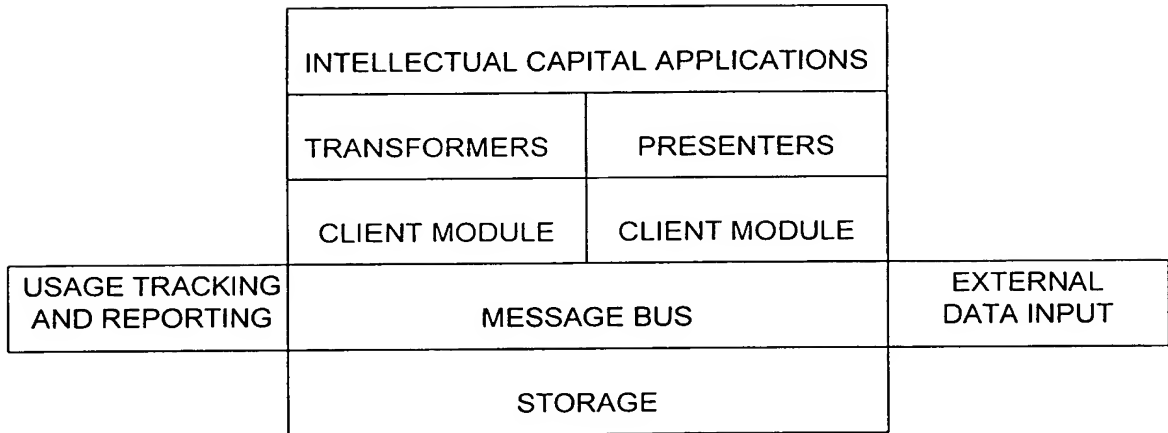 INTELLECTUAL CAPITAL APPLICATIONS
TRANSFORMERS
PRESENTERS
CLIENT MODULE
CLIENT MODULE
USAGE TRACKING
AND REPORTING
MESSAGE BUS
EXTERNAL
DATA INPUT
STORAGE